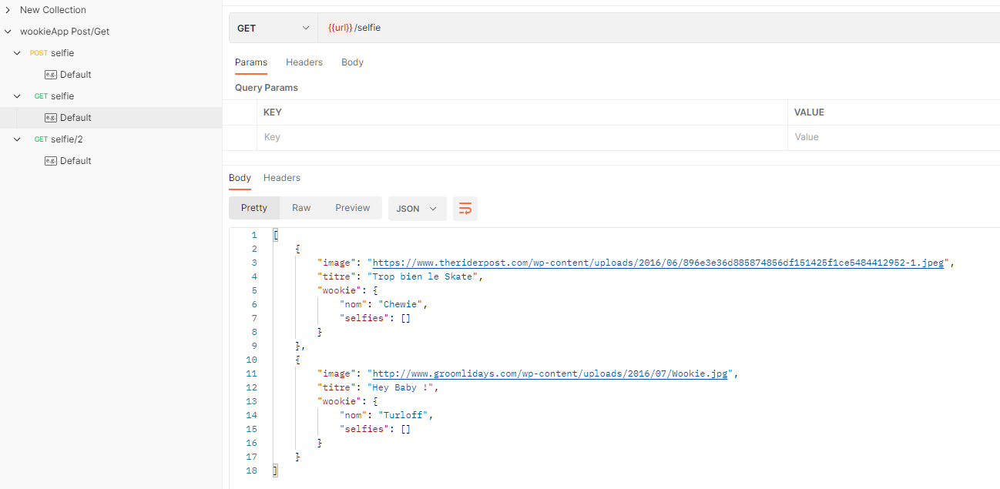 New Collection
wookieApp Post/Get
POST selfie
e.g. Default
GET selfie
e.g. Default
GET selfie/2
e.g. Default
GET {{url}}/selfie
Params Headers Body
Query Params
KEY VALUE
Key Value
Body Headers
Pretty Raw Preview JSON
1 [
2 {
3 "image": "https://www.theriderpost.com/wp-content/uploads/2016/06/896e3e36d885874856df151425f1ce5484412952-1.jpeg",
4 "titre": "Trop bien le Skate",
5 "wookie": {
6 "nom": "Chewie",
7 "selfies": []
8 }
9 },
10 {
11 "image": "http://www.groomlidays.com/wp-content/uploads/2016/07/Wookie.jpg",
12 "titre": "Hey Baby !",
13 "wookie": {
14 "nom": "Turloff",
15 "selfies": []
16 }
17 }
18 ]